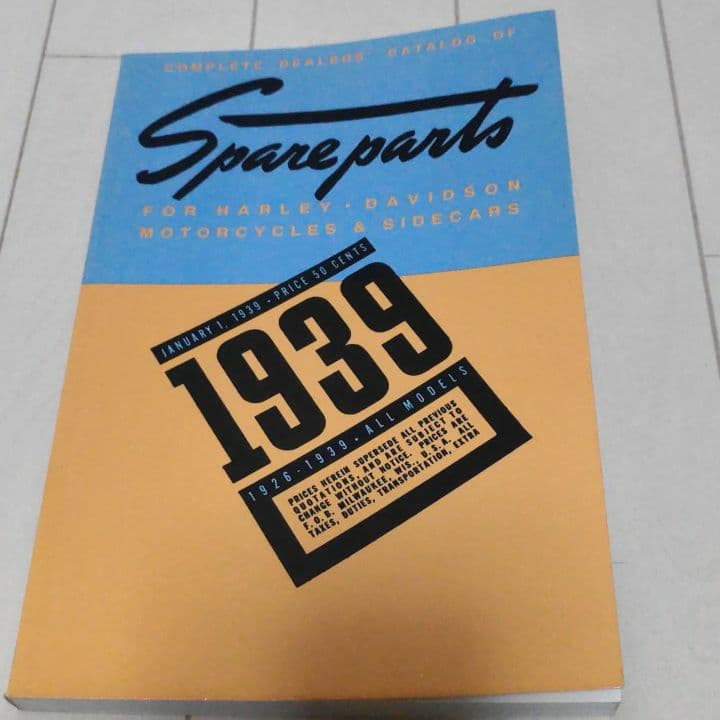 COMPLETE DEALERS' CATALOG OF
Spare parts
FOR HARLEY-DAVIDSON
MOTORCYCLES & SIDECARS
JANUARY 1, 1939 - PRICE 50 CENTS
1939
1926-1939 - ALL MODELS
PRICES HEREIN SUPERSEDE ALL PREVIOUS
QUOTATIONS, AND ARE SUBJECT TO
CHANGE WITHOUT NOTICE. PRICES ARE
F.O.B. MILWAUKEE, WIS., U.S.A. ALL
TAXES, DUTIES, TRANSPORTATION, EXTRA